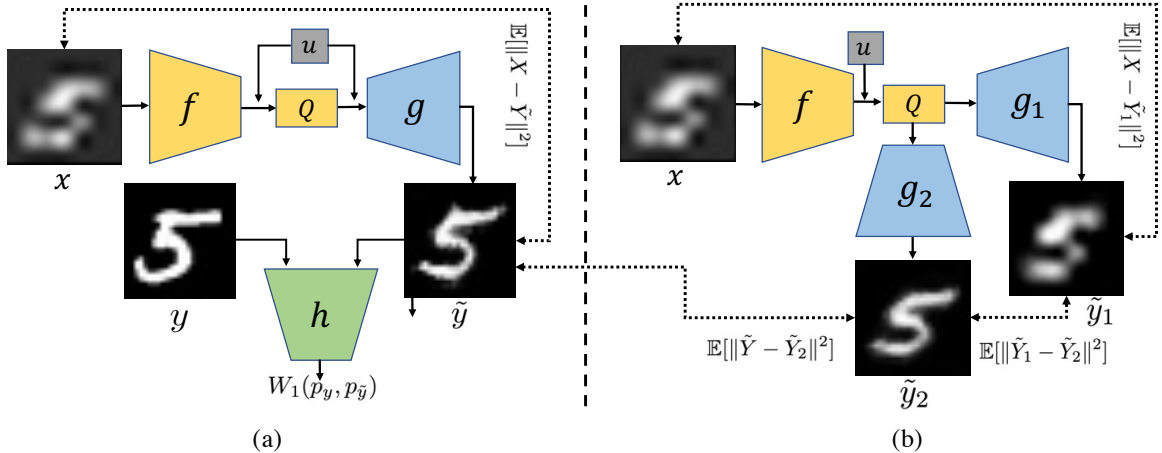 𝔼[‖X − Ỹ‖²]
u
f
Q
g
x
y
ỹ
h
W₁(p_y, p_ỹ)
(a)
𝔼[‖X − Ỹ₁‖²]
u
f
Q
g₁
x
g₂
ỹ₁
𝔼[‖Ỹ − Ỹ₂‖²]
𝔼[‖Ỹ₁ − Ỹ₂‖²]
ỹ₂
(b)